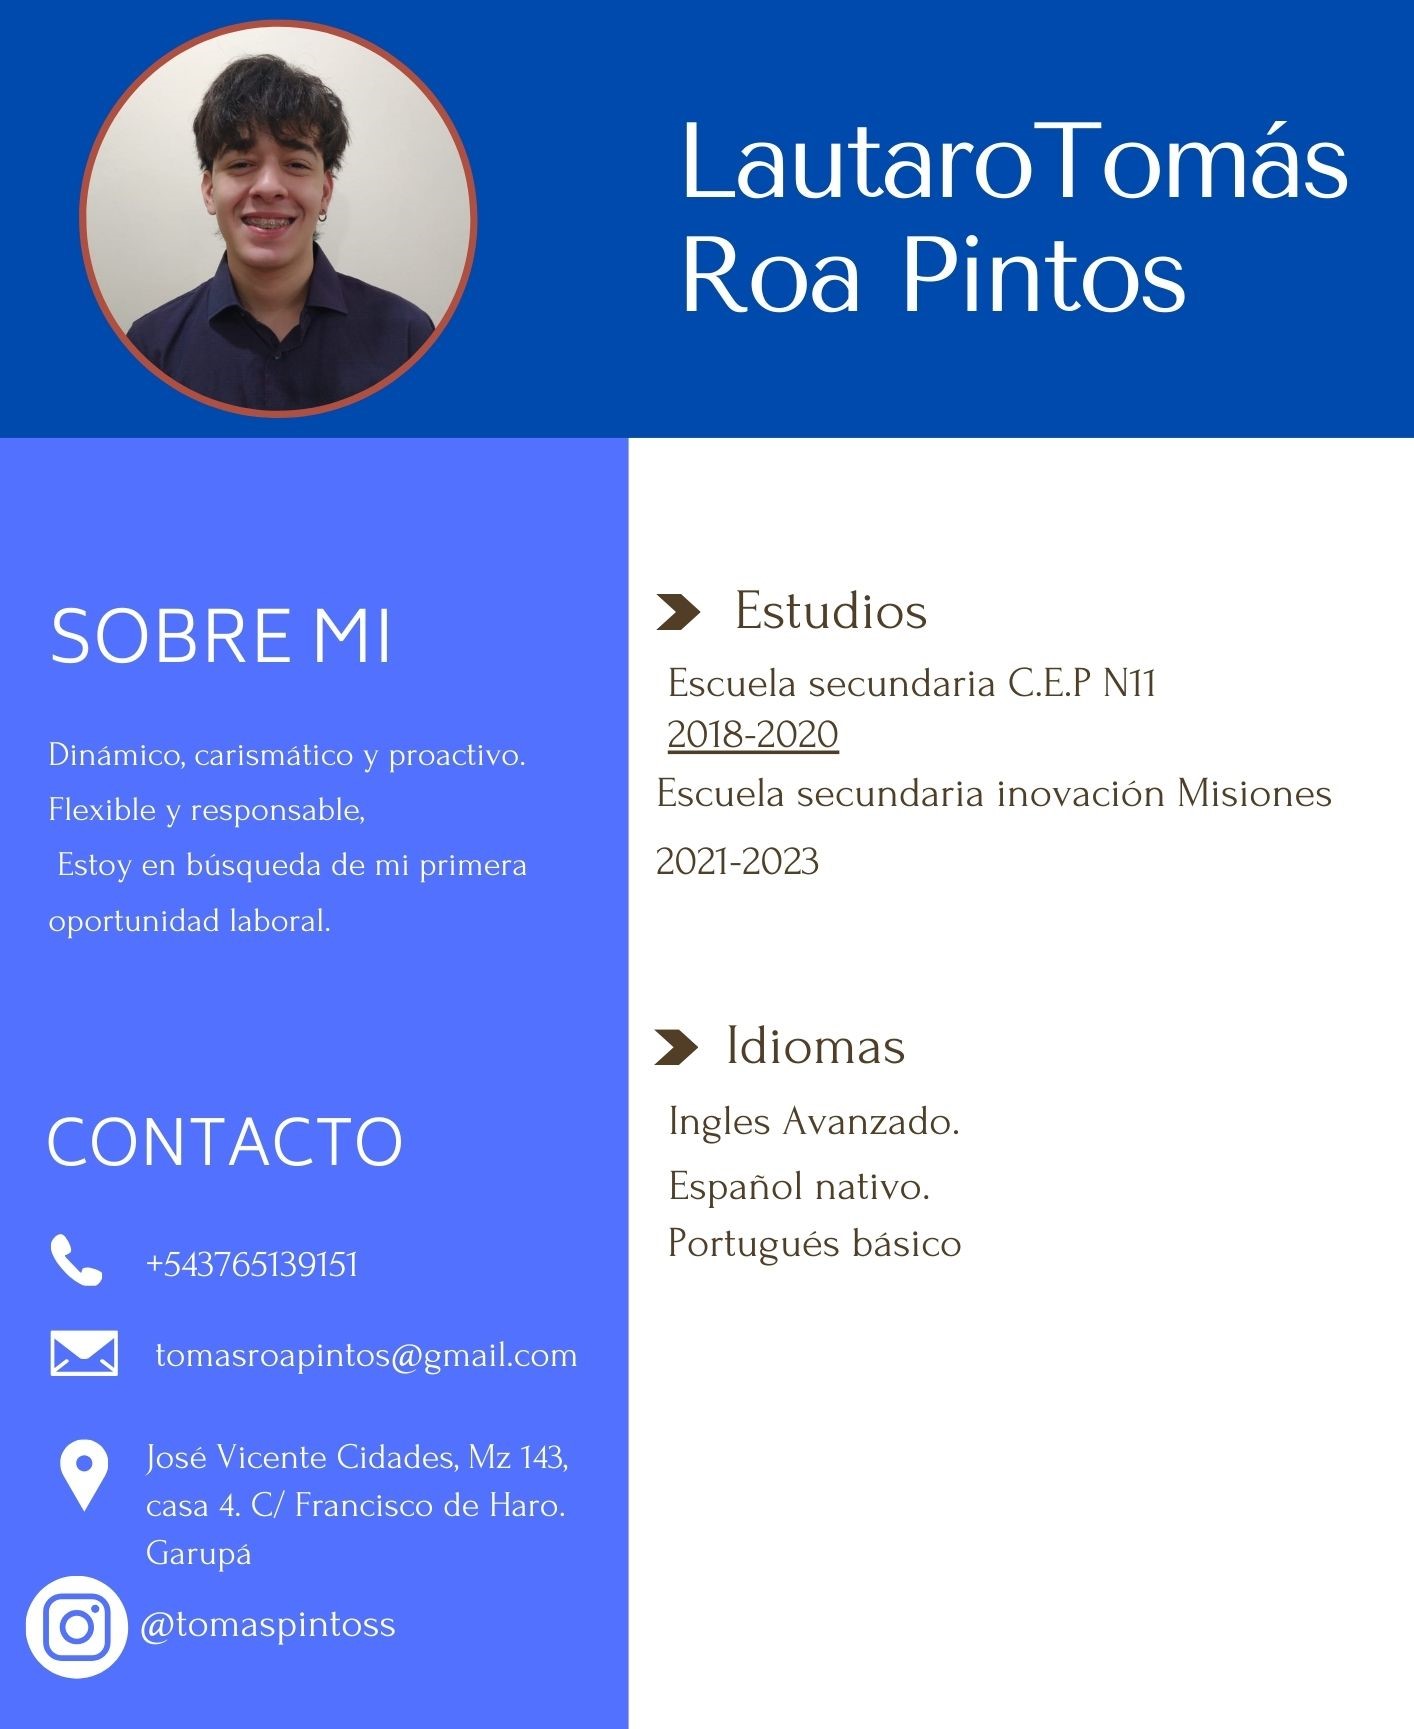 LautaroTomás
Roa Pintos
SOBRE MI
Dinámico, carismático y proactivo.
Flexible y responsable,
Estoy en búsqueda de mi primera
oportunidad laboral.
CONTACTO
+543765139151
tomasroapintos@gmail.com
José Vicente Cidades, Mz 143,
casa 4. C/ Francisco de Haro.
Garupá
@tomaspintoss
Estudios
Escuela secundaria C.E.P N11
2018-2020
Escuela secundaria inovación Misiones
2021-2023
Idiomas
Ingles Avanzado.
Español nativo.
Portugués básico